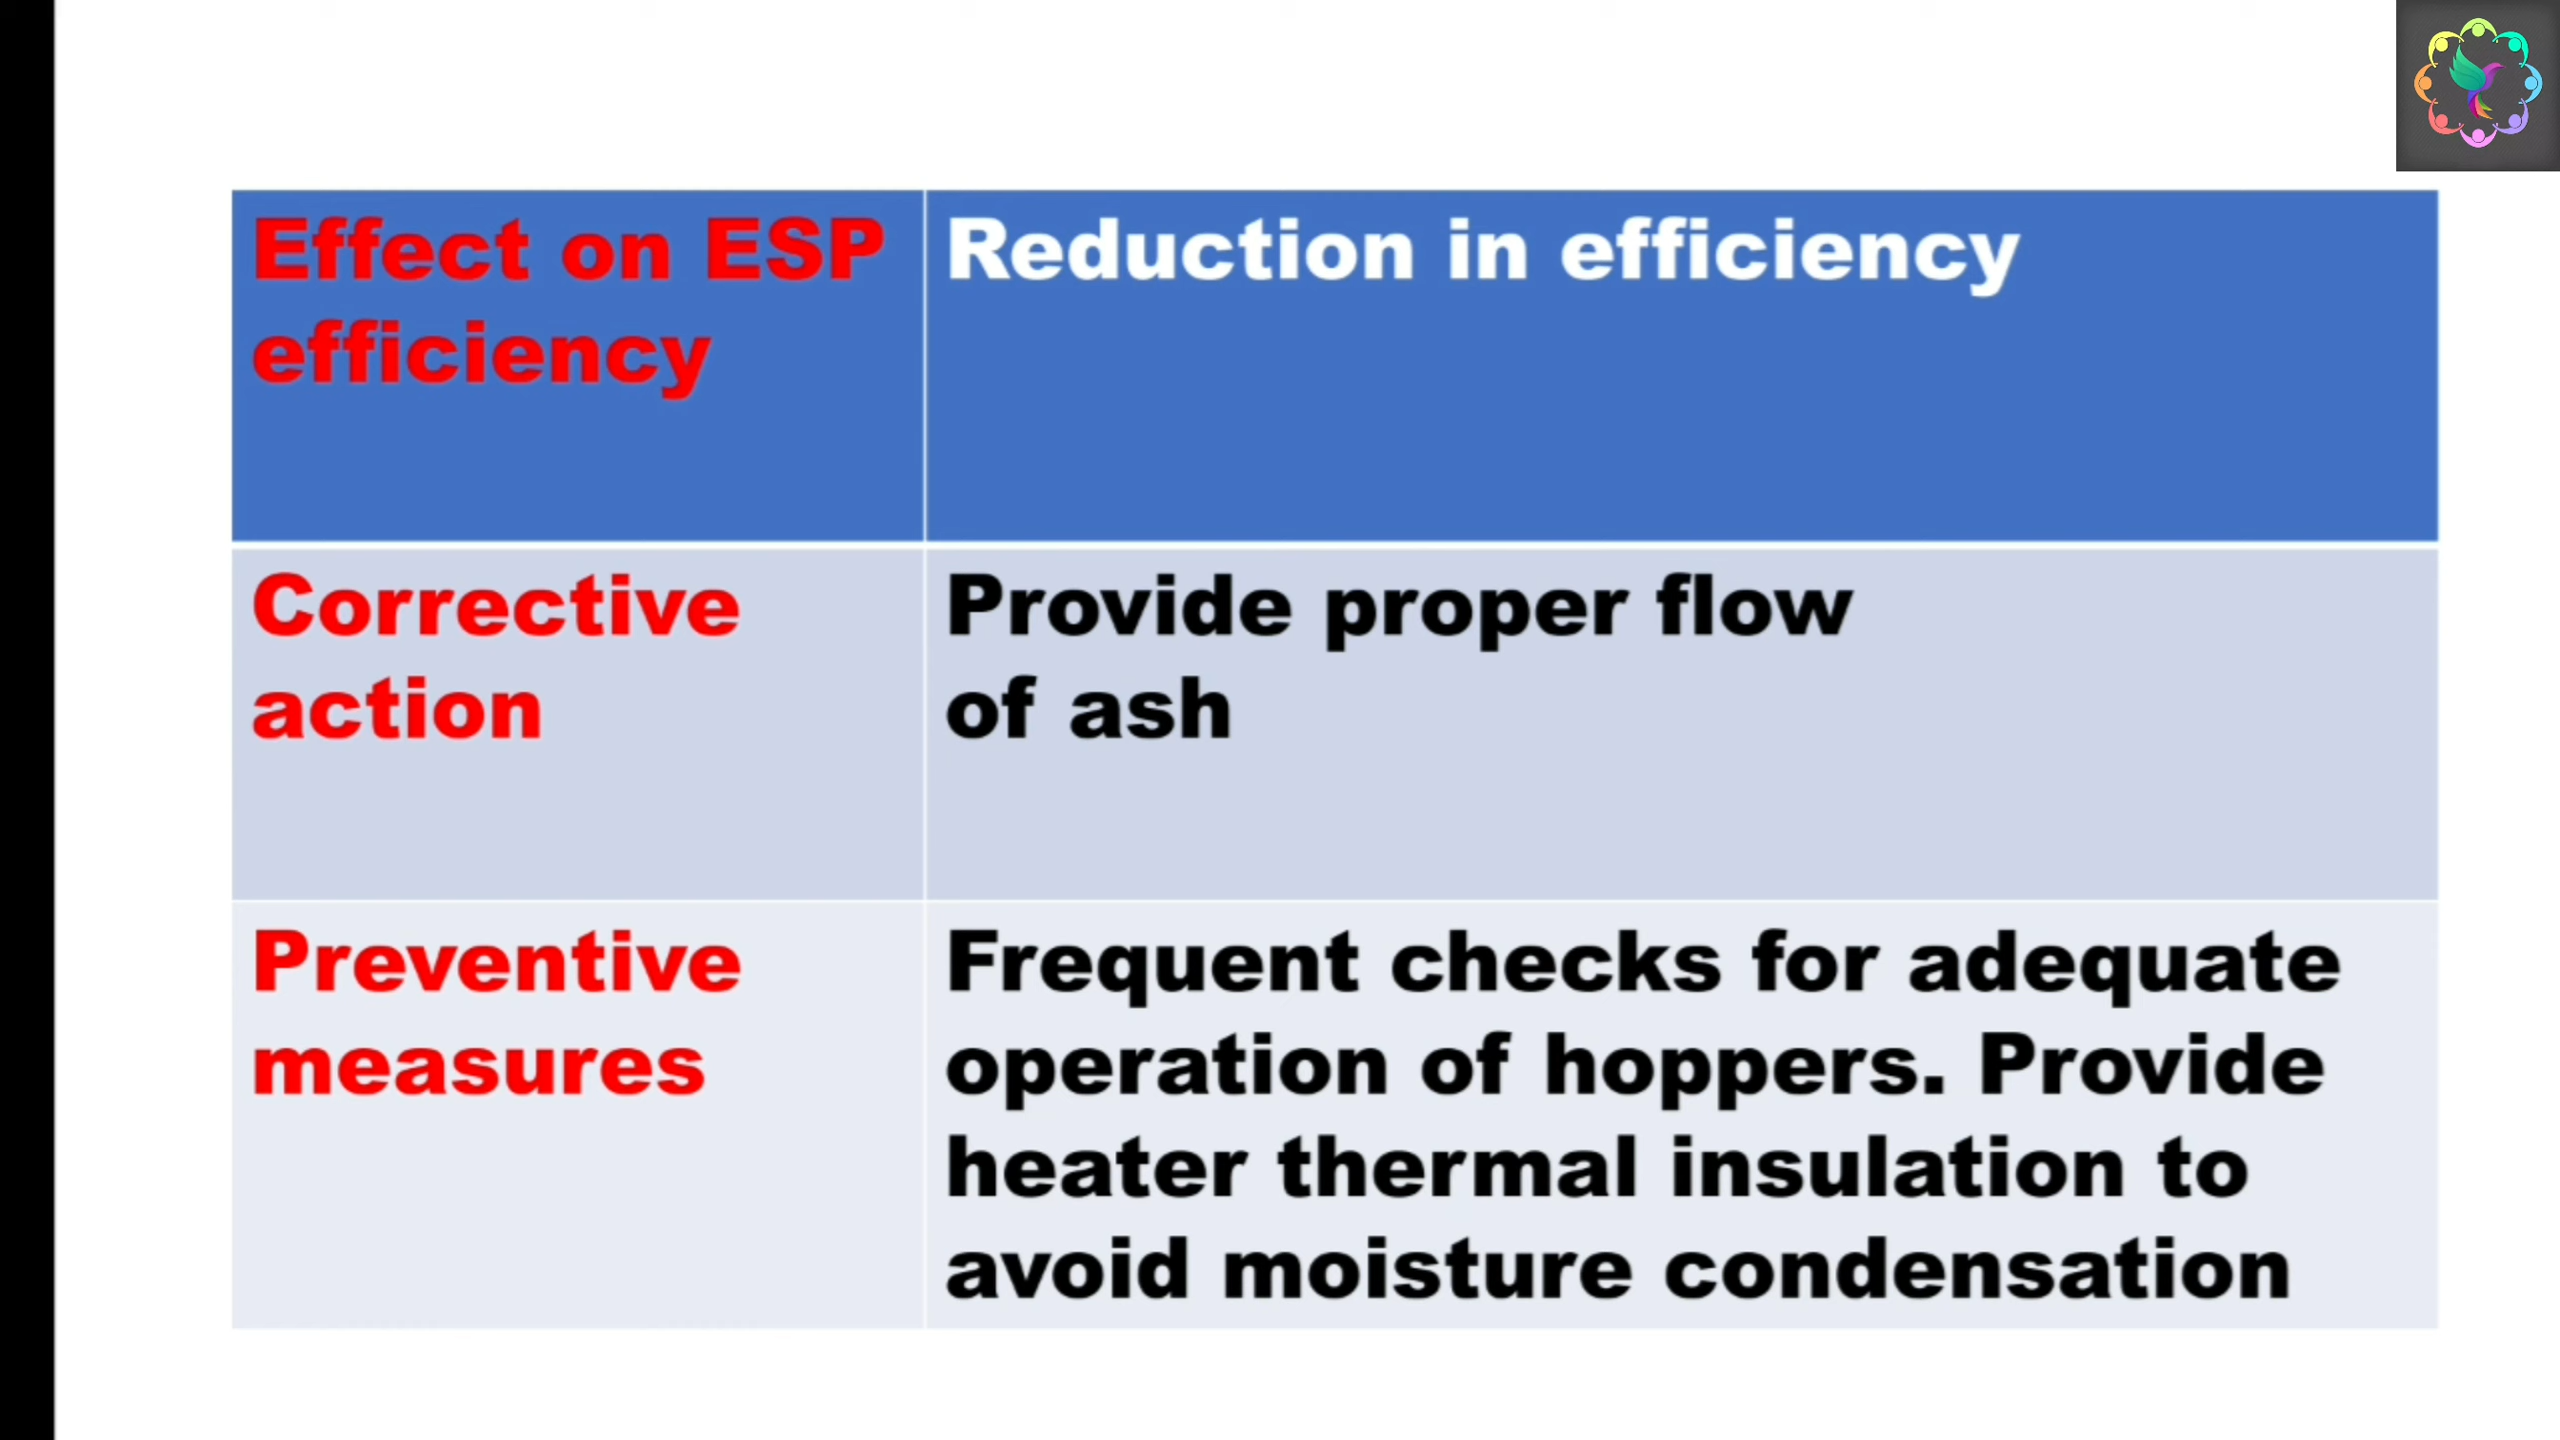 Effect on ESP
efficiency
Reduction in efficiency
Corrective
action
Provide proper flow
of ash
Preventive
measures
Frequent checks for adequate
operation of hoppers. Provide
heater thermal insulation to
avoid moisture condensation